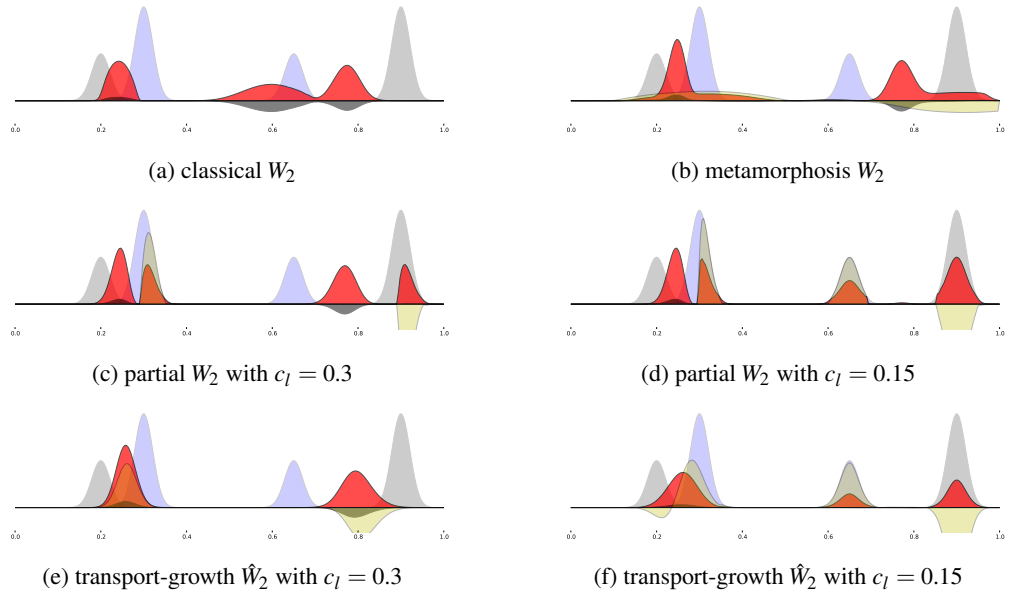 0.0 0.2 0.4 0.6 0.8 1.0 0.0 0.2 0.4 0.6 0.8 1.0
(a) classical W₂ (b) metamorphosis W₂
0.0 0.2 0.4 0.6 0.8 1.0 0.0 0.2 0.4 0.6 0.8 1.0
(c) partial W₂ with cₗ = 0.3 (d) partial W₂ with cₗ = 0.15
0.0 0.2 0.4 0.6 0.8 1.0 0.0 0.2 0.4 0.6 0.8 1.0
(e) transport-growth Ŵ₂ with cₗ = 0.3 (f) transport-growth Ŵ₂ with cₗ = 0.15